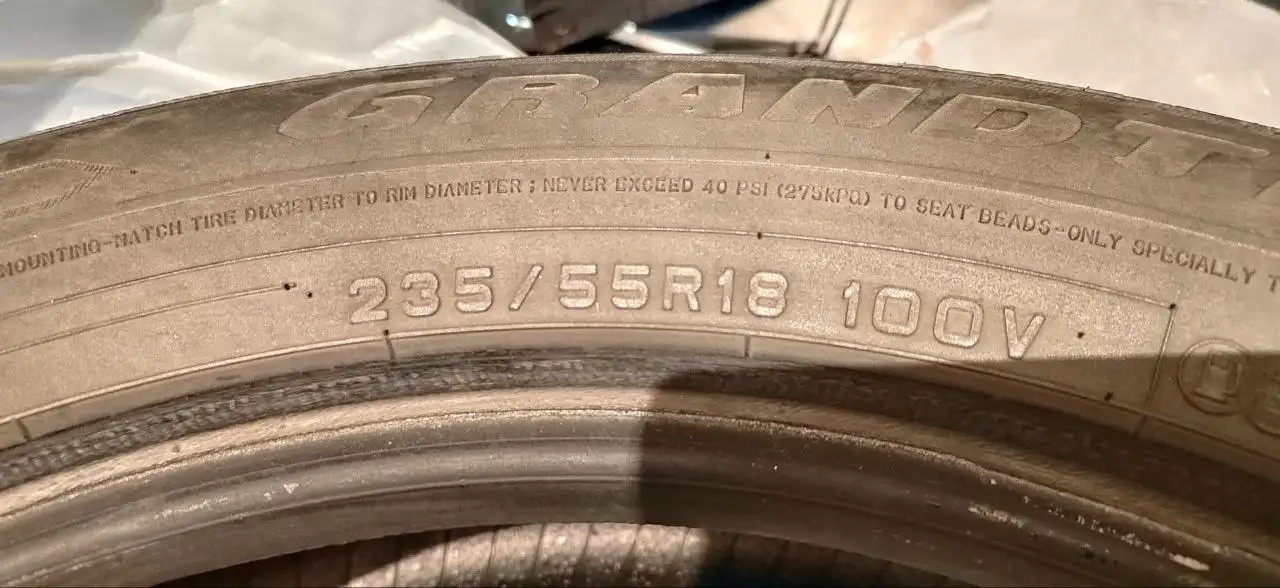 GRANDT
MOUNTING-MATCH TIRE DIAMETER TO RIM DIAMETER ; NEVER EXCEED 40 PSI (275KPa) TO SEAT BEADS-ONLY SPECIALLY T
235/55R18 100V